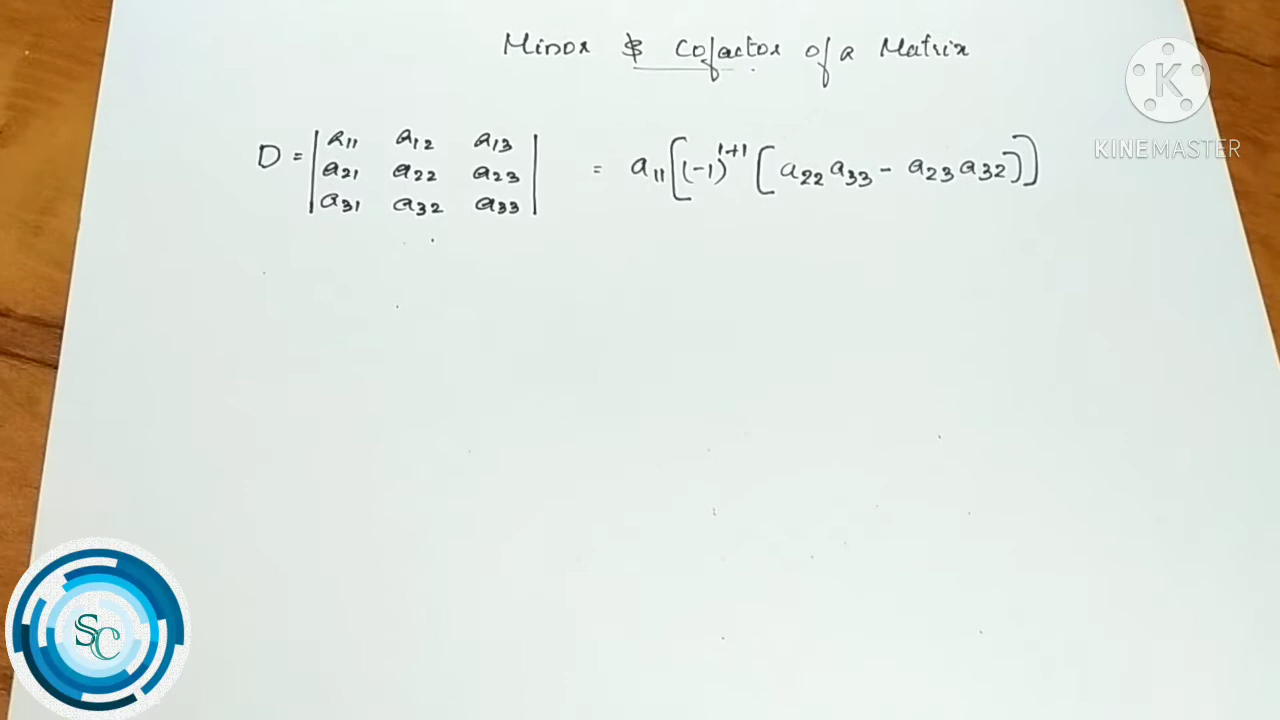 Minor & Cofactor of a Matrix
K
KINEMASTER
D = | a11 a12 a13 | = a11[(-1)^1+1 [a22 a33 - a23 a32]]
a21 a22 a23
a31 a32 a33
SC